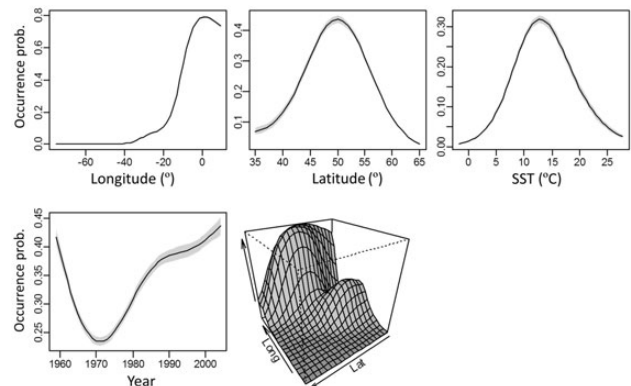 Occurrence prob.
0.0 0.2 0.4 0.6 0.8
-60 -40 -20 0
Longitude (º)
0.1 0.2 0.3 0.4
35 40 45 50 55 60 65
Latitude (º)
0.00 0.10 0.20 0.30
0 5 10 15 20 25
SST (ºC)
Occurrence prob.
0.25 0.30 0.35 0.40 0.45
1960 1970 1980 1990 2000
Year
Long
Lat